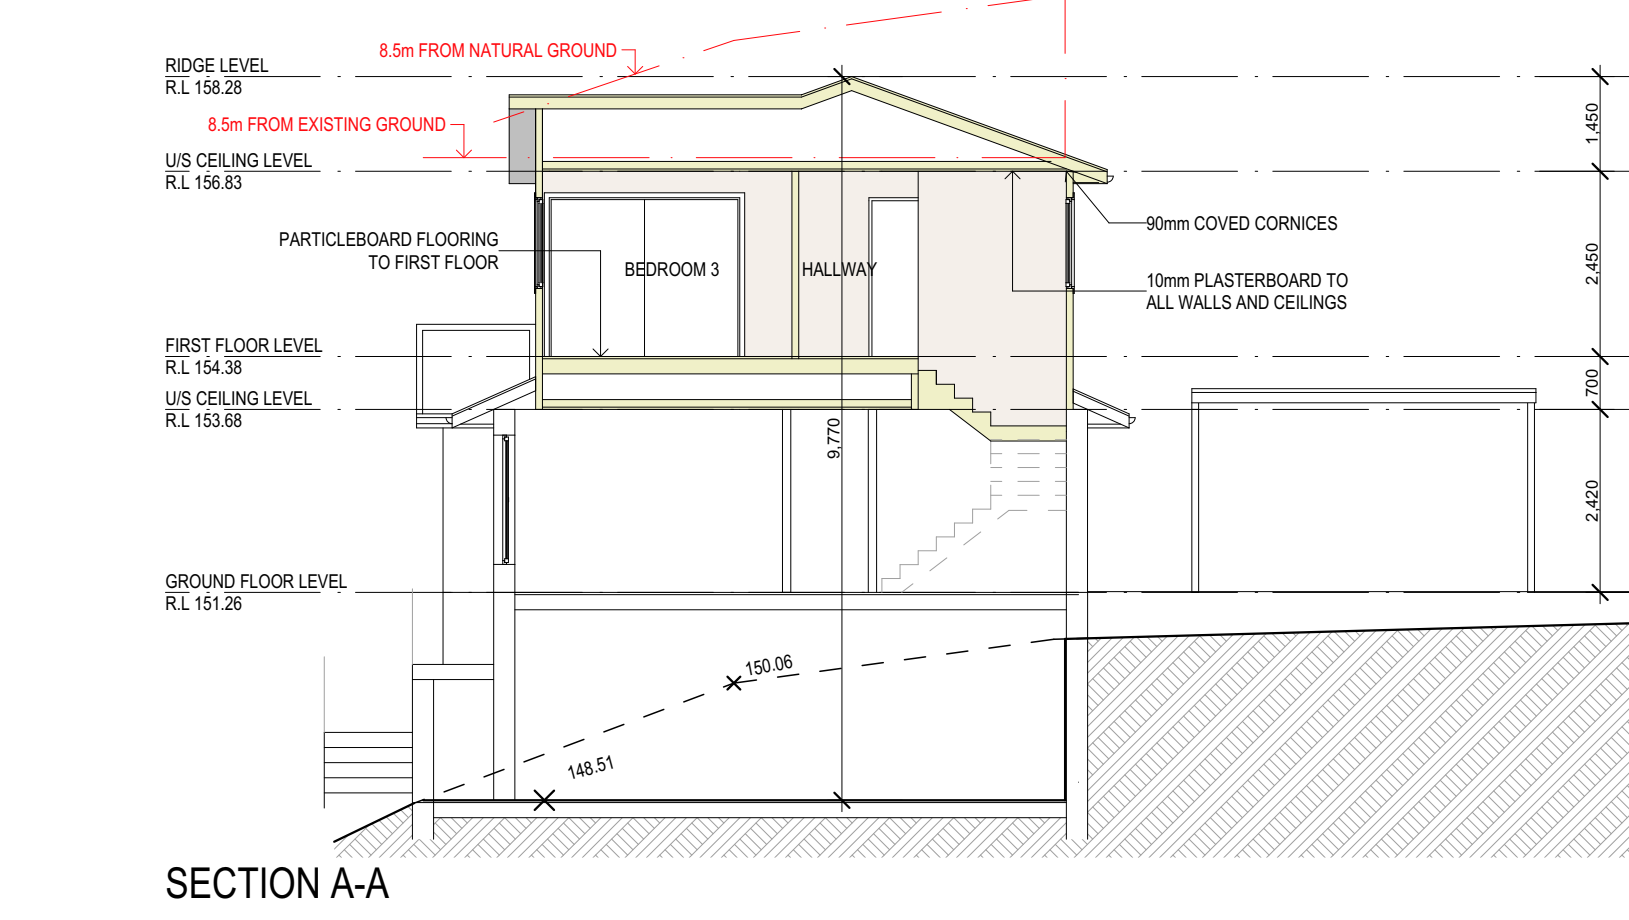 8.5m FROM NATURAL GROUND
RIDGE LEVEL
R.L 158.28
8.5m FROM EXISTING GROUND
1,450
U/S CEILING LEVEL
R.L 156.83
90mm COVED CORNICES
PARTICLEBOARD FLOORING
TO FIRST FLOOR
BEDROOM 3
HALLWAY
2,450
10mm PLASTERBOARD TO
ALL WALLS AND CEILINGS
FIRST FLOOR LEVEL
R.L 154.38
700
U/S CEILING LEVEL
R.L 153.68
9,770
2,420
GROUND FLOOR LEVEL
R.L 151.26
150.06
148.51
SECTION A-A